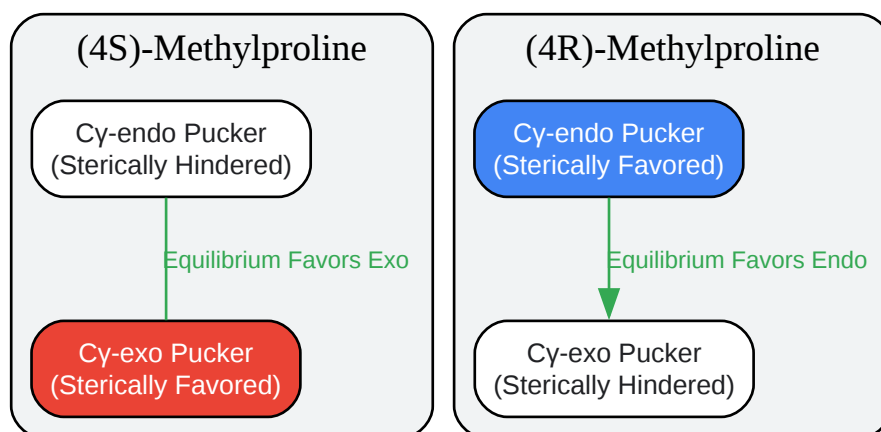 (4S)-Methylproline
Cγ-endo Pucker
(Sterically Hindered)
Equilibrium Favors Exo
Cγ-exo Pucker
(Sterically Favored)
(4R)-Methylproline
Cγ-endo Pucker
(Sterically Favored)
Equilibrium Favors Endo
Cγ-exo Pucker
(Sterically Hindered)